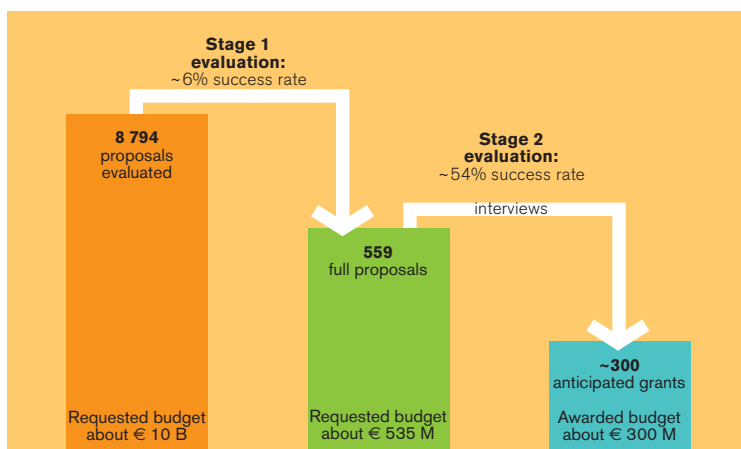 Stage 1
evaluation:
~6% success rate
8 794
proposals
evaluated
Requested budget
about € 10 B
559
full proposals
Requested budget
about € 535 M
Stage 2
evaluation:
~54% success rate
interviews
~300
anticipated grants
Awarded budget
about € 300 M